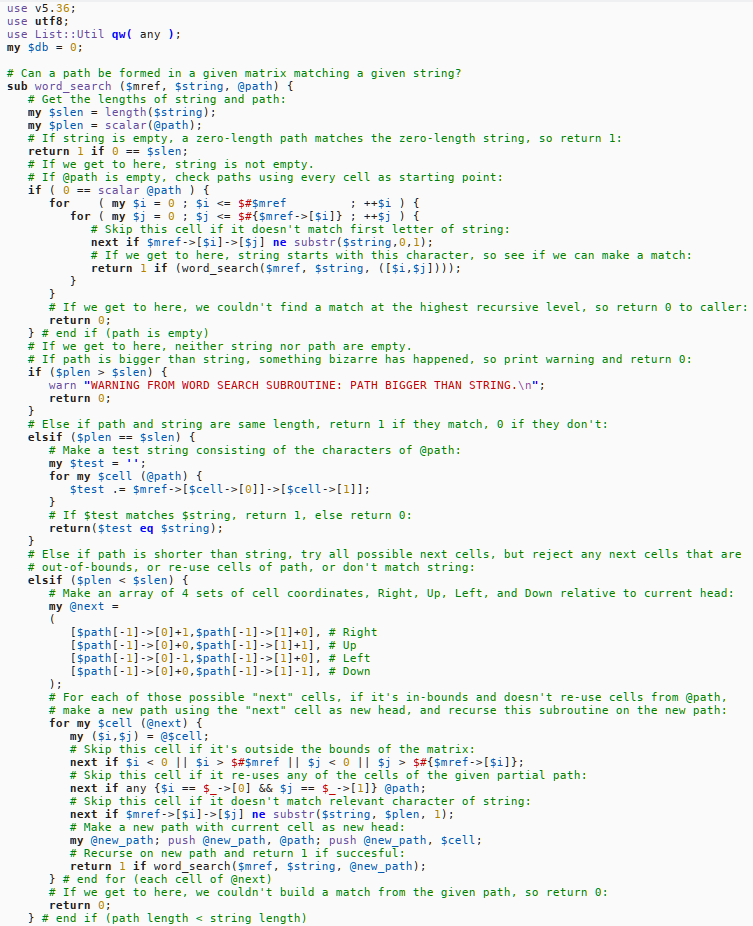 use v5.36;
use utf8;
use List::Util qw( any );
my $db = 0;

# Can a path be formed in a given matrix matching a given string?
sub word_search ($mref, $string, @path) {
   # Get the lengths of string and path:
   my $slen = length($string);
   my $plen = scalar(@path);
   # If string is empty, a zero-length path matches the zero-length string, so return 1:
   return 1 if 0 == $slen;
   # If we get to here, string is not empty.
   # If @path is empty, check paths using every cell as starting point:
   if ( 0 == scalar @path ) {
      for    ( my $i = 0 ; $i <= $#$mref         ; ++$i ) {
         for ( my $j = 0 ; $j <= $#{$mref->[$i]} ; ++$j ) {
            # Skip this cell if it doesn't match first letter of string:
            next if $mref->[$i]->[$j] ne substr($string,0,1);
            # If we get to here, string starts with this character, so see if we can make a match:
            return 1 if (word_search($mref, $string, ([$i,$j])));
         }
      }
      # If we get to here, we couldn't find a match at the highest recursive level, so return 0 to caller:
      return 0;
   } # end if (path is empty)
   # If we get to here, neither string nor path are empty.
   # If path is bigger than string, something bizarre has happened, so print warning and return 0:
   if ($plen > $slen) {
      warn "WARNING FROM WORD SEARCH SUBROUTINE: PATH BIGGER THAN STRING.\n";
      return 0;
   }
   # Else if path and string are same length, return 1 if they match, 0 if they don't:
   elsif ($plen == $slen) {
      # Make a test string consisting of the characters of @path:
      my $test = '';
      for my $cell (@path) {
         $test .= $mref->[$cell->[0]]->[$cell->[1]];
      }
      # If $test matches $string, return 1, else return 0:
      return($test eq $string);
   }
   # Else if path is shorter than string, try all possible next cells, but reject any next cells that are
   # out-of-bounds, or re-use cells of path, or don't match string:
   elsif ($plen < $slen) {
      # Make an array of 4 sets of cell coordinates, Right, Up, Left, and Down relative to current head:
      my @next =
      (
         [$path[-1]->[0]+1,$path[-1]->[1]+0], # Right
         [$path[-1]->[0]+0,$path[-1]->[1]+1], # Up
         [$path[-1]->[0]-1,$path[-1]->[1]+0], # Left
         [$path[-1]->[0]+0,$path[-1]->[1]-1], # Down
      );
      # For each of those possible "next" cells, if it's in-bounds and doesn't re-use cells from @path,
      # make a new path using the "next" cell as new head, and recurse this subroutine on the new path:
      for my $cell (@next) {
         my ($i,$j) = @$cell;
         # Skip this cell if it's outside the bounds of the matrix:
         next if $i < 0 || $i > $#$mref || $j < 0 || $j > $#{$mref->[$i]};
         # Skip this cell if it re-uses any of the cells of the given partial path:
         next if any {$i == $_->[0] && $j == $_->[1]} @path;
         # Skip this cell if it doesn't match relevant character of string:
         next if $mref->[$i]->[$j] ne substr($string, $plen, 1);
         # Make a new path with current cell as new head:
         my @new_path; push @new_path, @path; push @new_path, $cell;
         # Recurse on new path and return 1 if succesful:
         return 1 if word_search($mref, $string, @new_path);
      } # end for (each cell of @next)
      # If we get to here, we couldn't build a match from the given path, so return 0:
      return 0;
   } # end if (path length < string length)